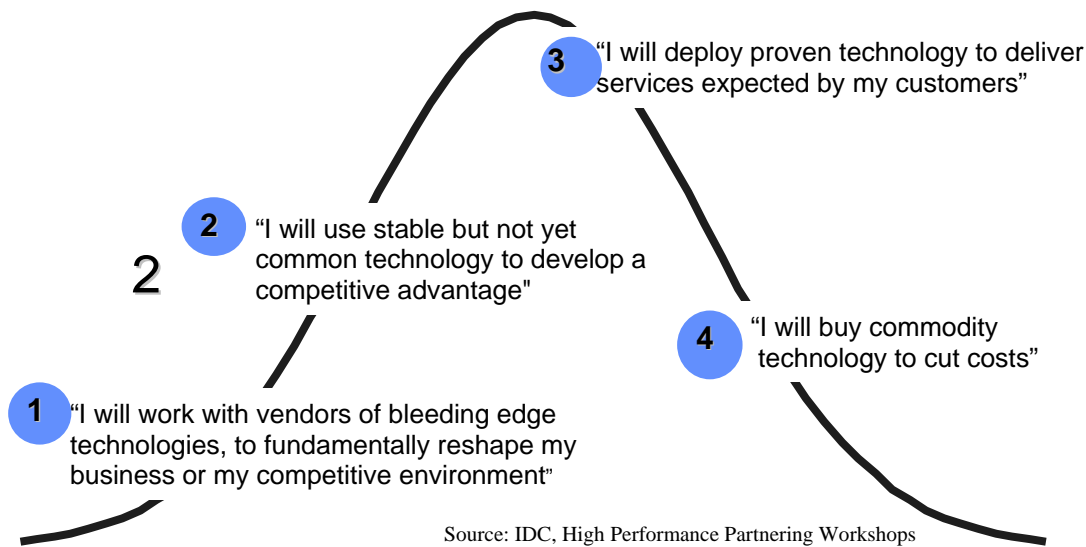 3
“I will deploy proven technology to deliver
services expected by my customers”
2
“I will use stable but not yet
common technology to develop a
competitive advantage"
2
4
“I will buy commodity
technology to cut costs”
1
“I will work with vendors of bleeding edge
technologies, to fundamentally reshape my
business or my competitive environment”
Source: IDC, High Performance Partnering Workshops